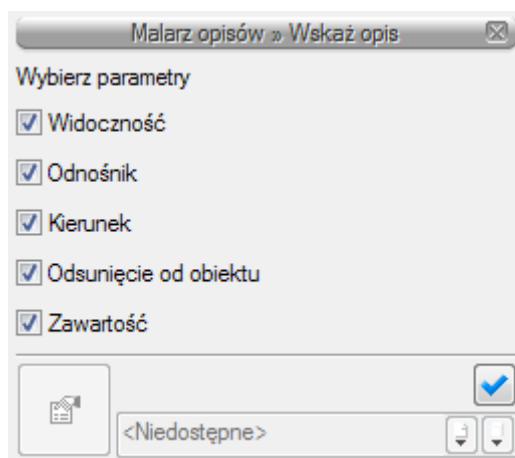 Malarz opisów » Wskaż opis
Wybierz parametry
Widoczność
Odnośnik
Kierunek
Odsunięcie od obiektu
Zawartość
<Niedostępne>